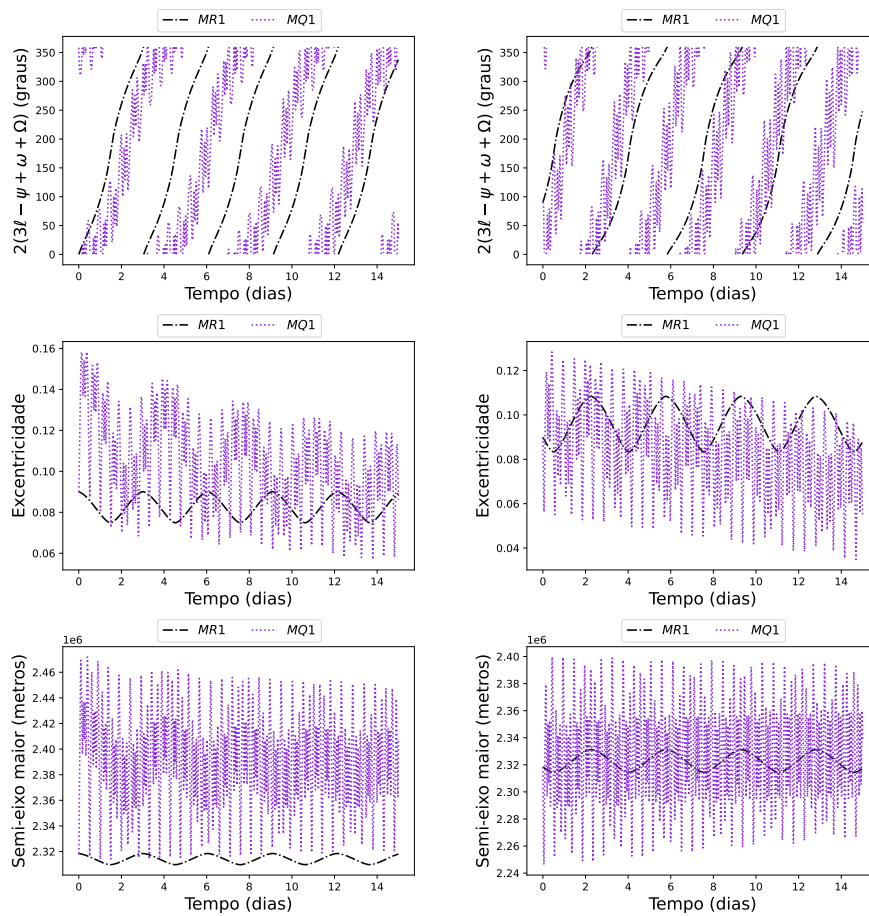 MR1 MQ1
2(3ℓ − ψ + ω + Ω) (graus)
350
300
250
200
150
100
50
0
0 2 4 6 8 10 12 14
Tempo (dias)
MR1 MQ1
2(3ℓ − ψ + ω + Ω) (graus)
350
300
250
200
150
100
50
0
0 2 4 6 8 10 12 14
Tempo (dias)
MR1 MQ1
Excentricidade
0.16
0.14
0.12
0.10
0.08
0.06
0 2 4 6 8 10 12 14
Tempo (dias)
MR1 MQ1
Excentricidade
0.12
0.10
0.08
0.06
0.04
0 2 4 6 8 10 12 14
Tempo (dias)
MR1 MQ1
1e6
Semi-eixo maior (metros)
2.46
2.44
2.42
2.40
2.38
2.36
2.34
2.32
0 2 4 6 8 10 12 14
Tempo (dias)
MR1 MQ1
1e6
Semi-eixo maior (metros)
2.40
2.38
2.36
2.34
2.32
2.30
2.28
2.26
2.24
0 2 4 6 8 10 12 14
Tempo (dias)